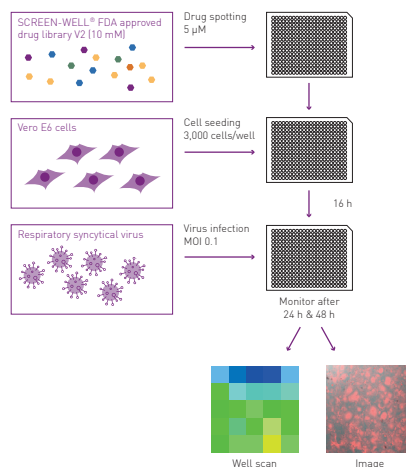 SCREEN-WELL® FDA approved
drug library V2 (10 mM)
Drug spotting
5 µM
Vero E6 cells
Cell seeding
3,000 cells/well
16 h
Respiratory syncytical virus
Virus infection
MOI 0.1
Monitor after
24 h & 48 h
Well scan
Image